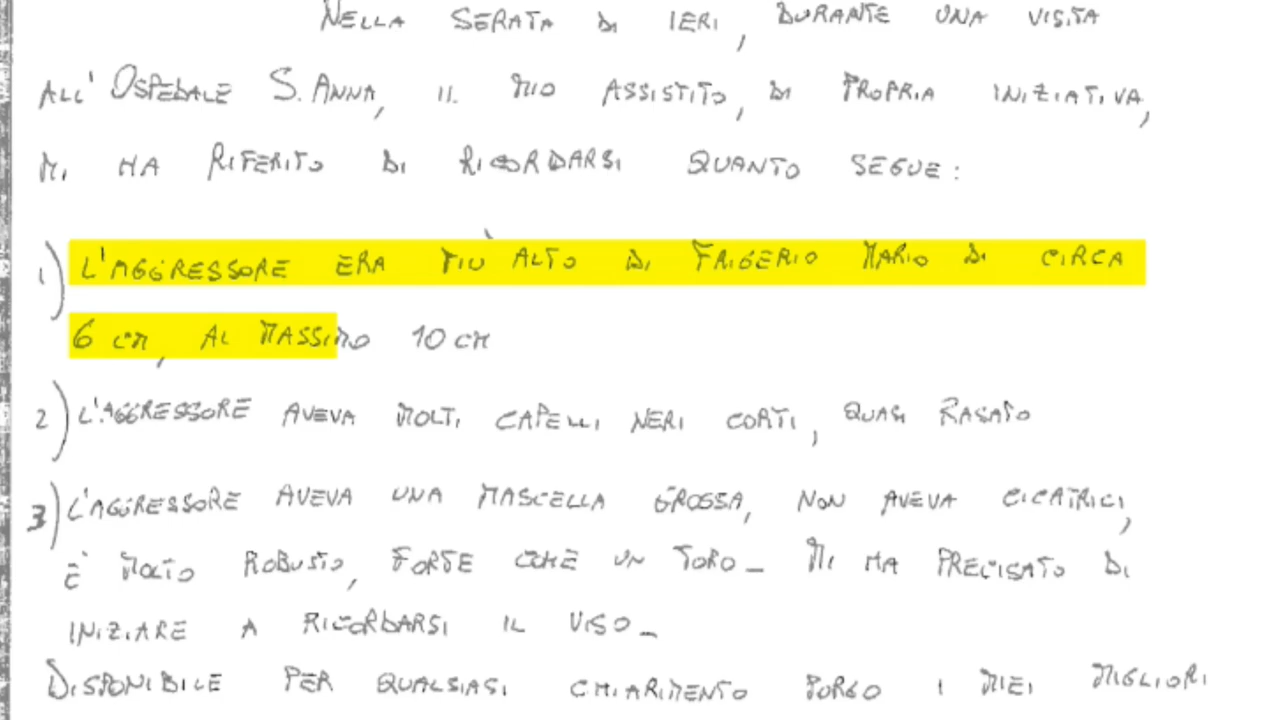 NELLA SERATA DI IERI, DURANTE UNA VISITA
ALL'OSPEDALE S. ANNA, IL MIO ASSISTITO, DI PROPRIA INIZIATIVA,
MI HA RIFERITO DI RICORDARSI QUANTO SEGUE:
1) L'AGGRESSORE ERA PIÙ ALTO DI FRIGERIO MARIO DI CIRCA
6 CM, AL MASSIMO 10 CM
2) L'AGGRESSORE AVEVA MOLTI CAPELLI NERI CORTI, QUASI RASATO
3) L'AGGRESSORE AVEVA UNA MASCELLA GROSSA, NON AVEVA CICATRICI,
È MOLTO ROBUSTO, FORTE COME UN TORO_ MI HA PRECISATO DI
INIZIARE A RICORDARSI IL VISO_
DISPONIBILE PER QUALSIASI CHIARIMENTO PORGO I MIEI MIGLIORI